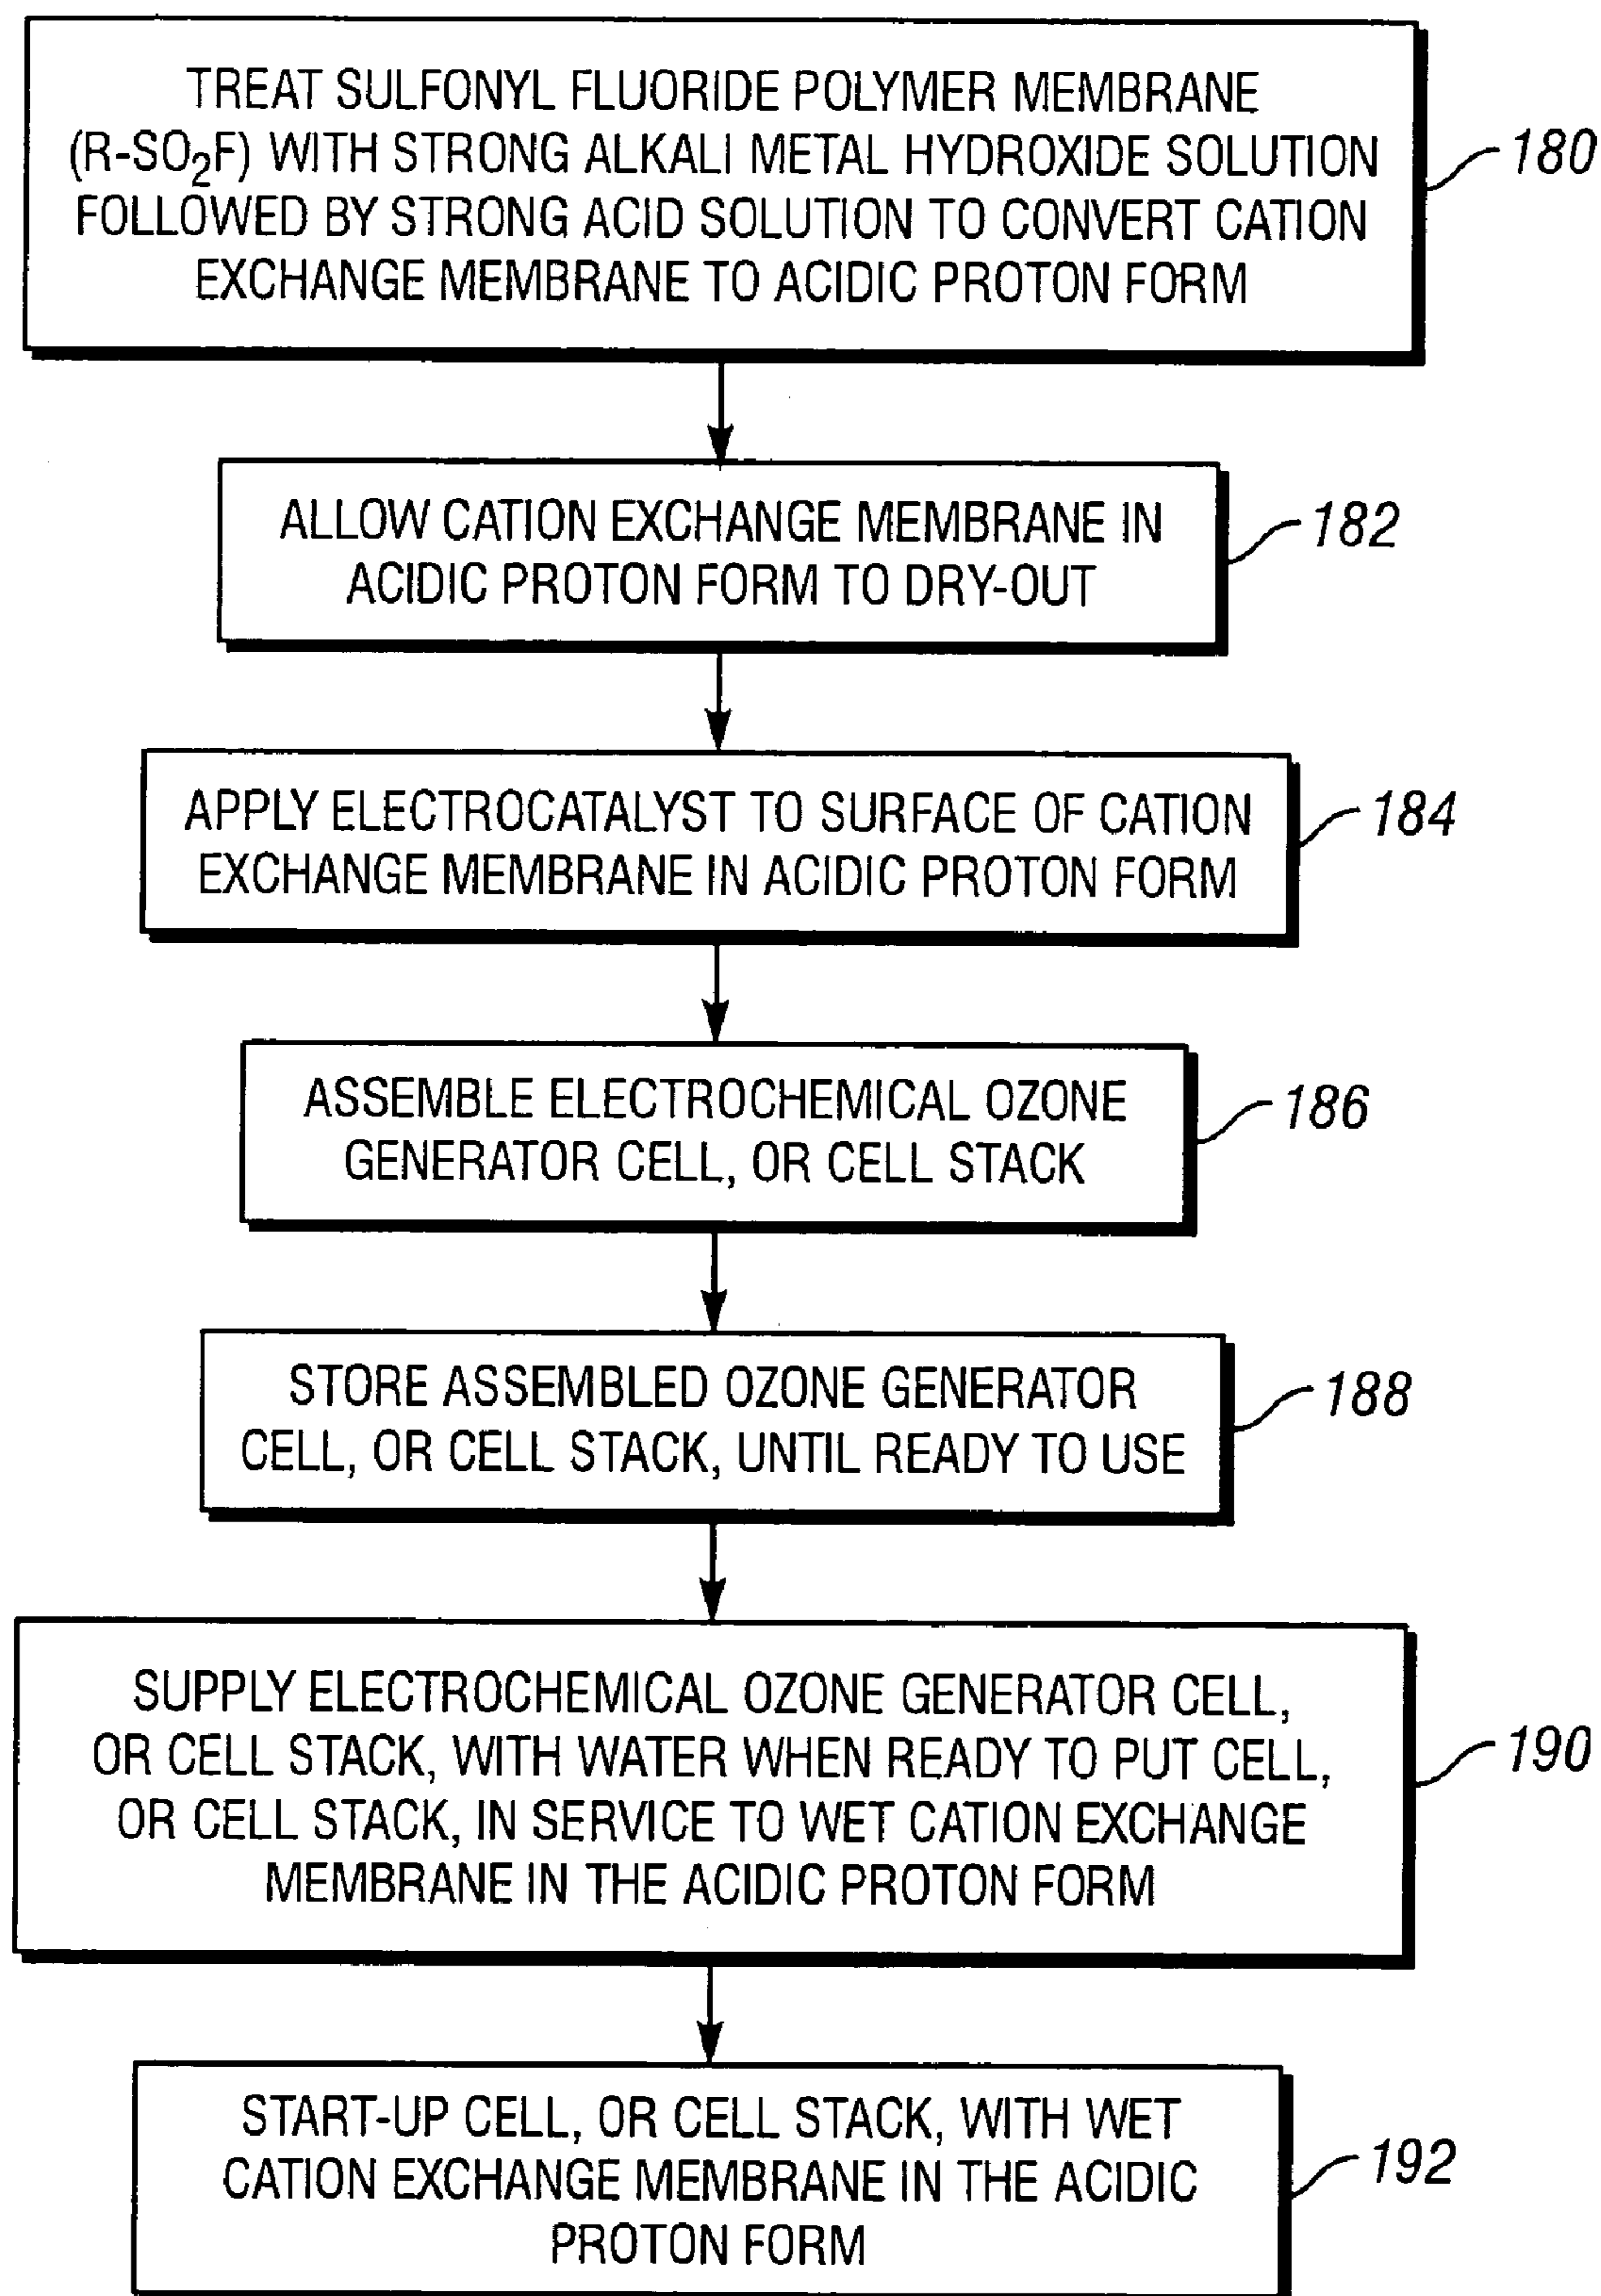 TREAT SULFONYL FLUORIDE POLYMER MEMBRANE
(R-SO₂F) WITH STRONG ALKALI METAL HYDROXIDE SOLUTION
FOLLOWED BY STRONG ACID SOLUTION TO CONVERT CATION
EXCHANGE MEMBRANE TO ACIDIC PROTON FORM
180
ALLOW CATION EXCHANGE MEMBRANE IN
ACIDIC PROTON FORM TO DRY-OUT
182
APPLY ELECTROCATALYST TO SURFACE OF CATION
EXCHANGE MEMBRANE IN ACIDIC PROTON FORM
184
ASSEMBLE ELECTROCHEMICAL OZONE
GENERATOR CELL, OR CELL STACK
186
STORE ASSEMBLED OZONE GENERATOR
CELL, OR CELL STACK, UNTIL READY TO USE
188
SUPPLY ELECTROCHEMICAL OZONE GENERATOR CELL,
OR CELL STACK, WITH WATER WHEN READY TO PUT CELL,
OR CELL STACK, IN SERVICE TO WET CATION EXCHANGE
MEMBRANE IN THE ACIDIC PROTON FORM
190
START-UP CELL, OR CELL STACK, WITH WET
CATION EXCHANGE MEMBRANE IN THE ACIDIC
PROTON FORM
192